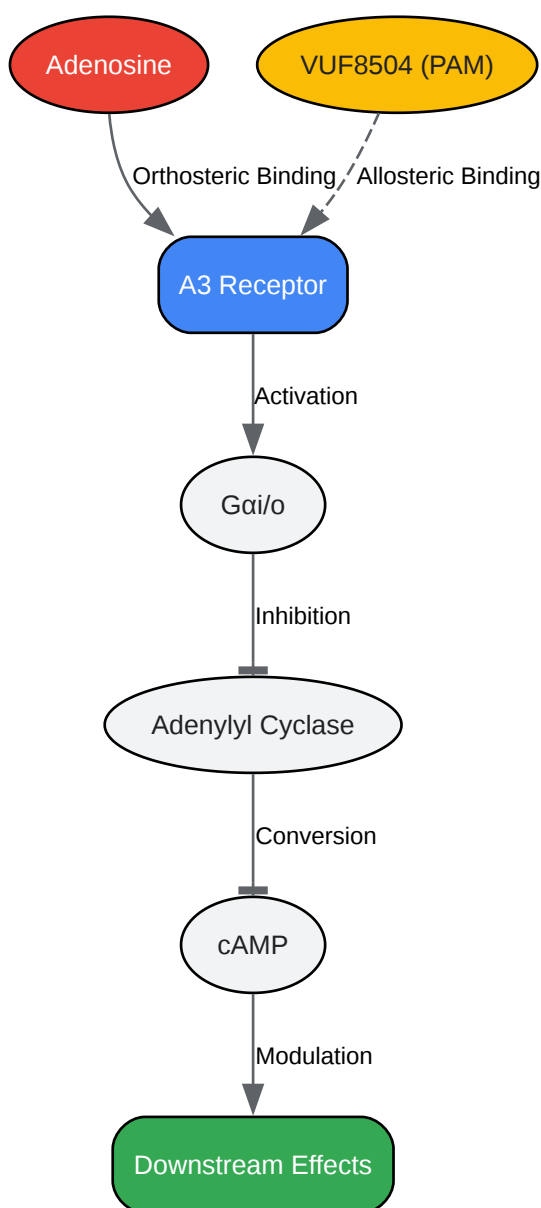 Adenosine
VUF8504 (PAM)
Orthosteric Binding
Allosteric Binding
A3 Receptor
Activation
Gαi/o
Inhibition
Adenylyl Cyclase
Conversion
cAMP
Modulation
Downstream Effects